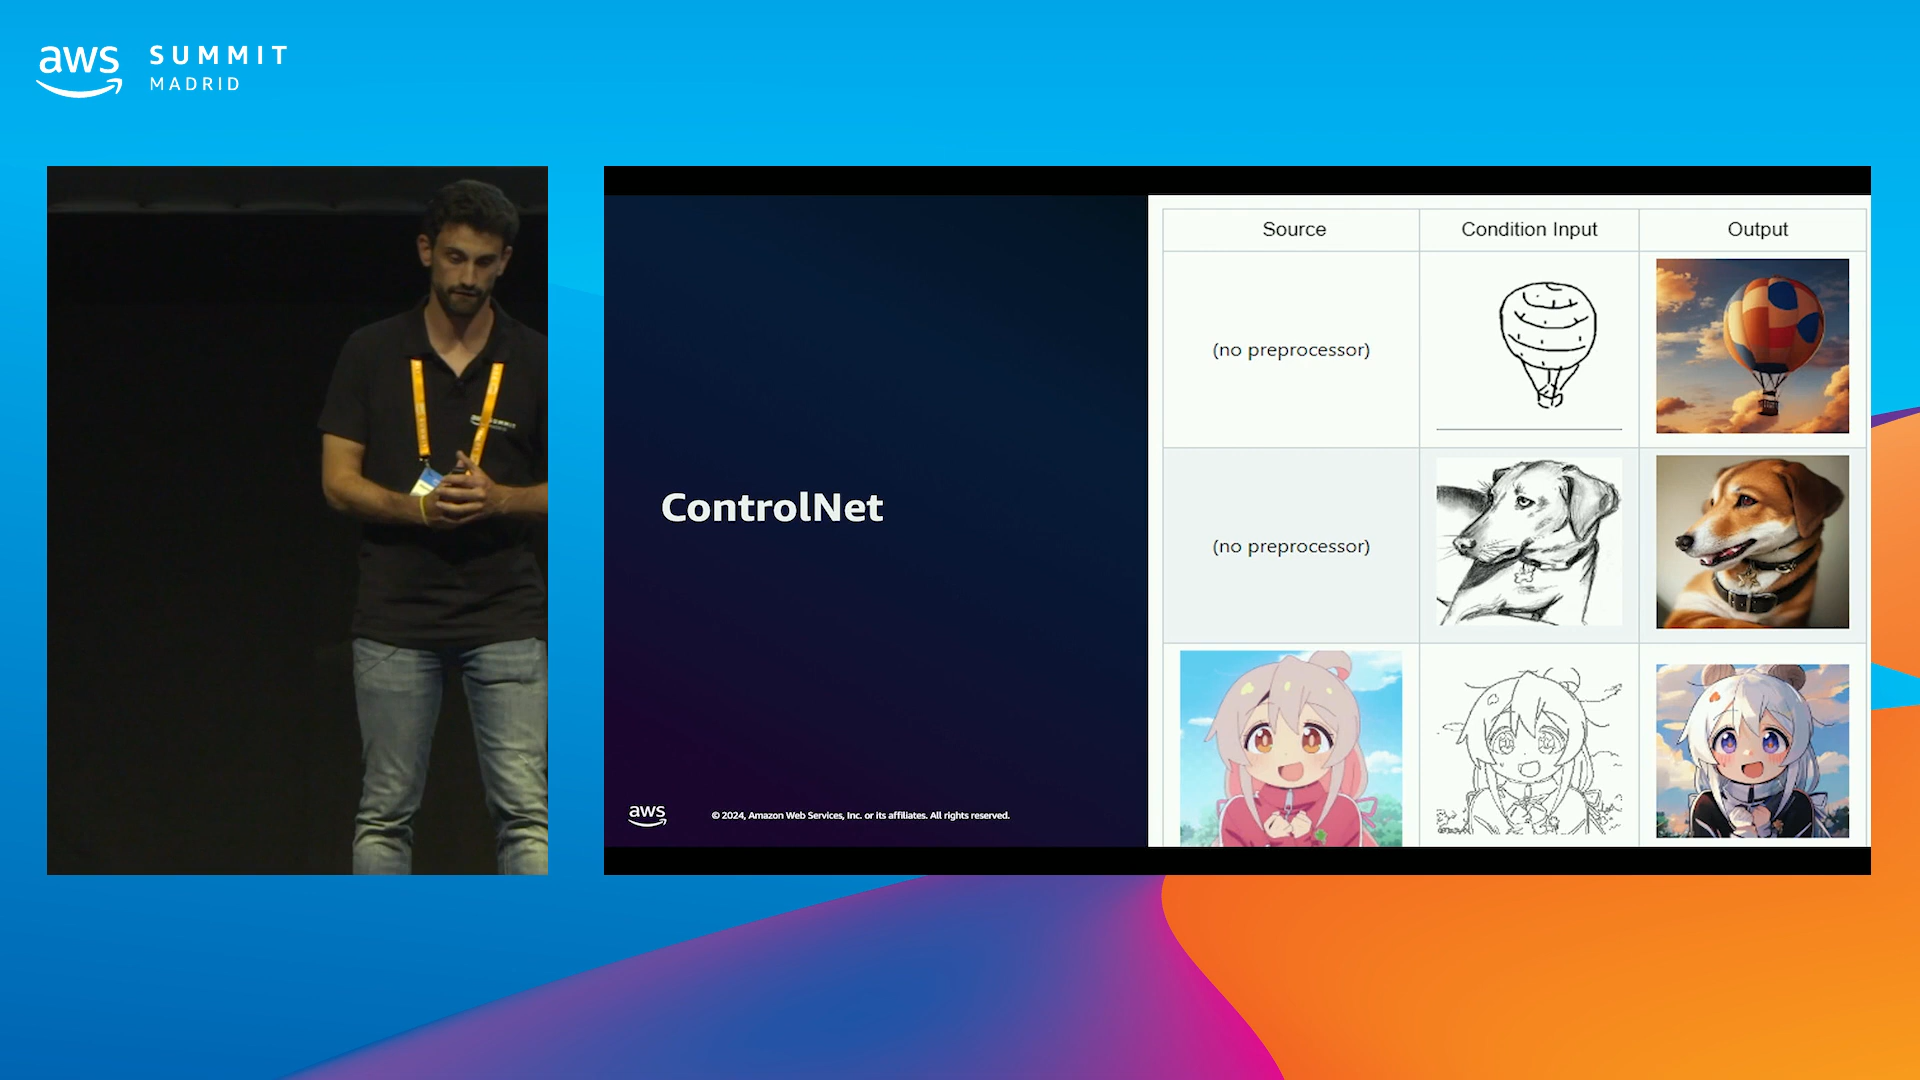 aws SUMMIT
MADRID
Source
Condition Input
Output
(no preprocessor)
(no preprocessor)
ControlNet
aws
© 2024, Amazon Web Services, Inc. or its affiliates. All rights reserved.